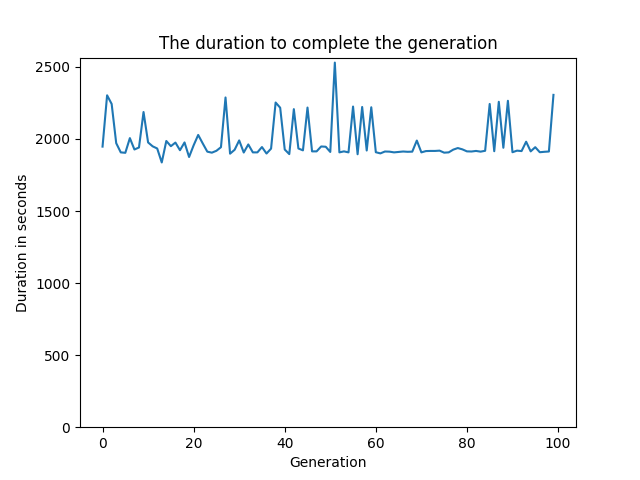 The duration to complete the generation
2500
2000
1500
1000
500
0
Duration in seconds
0 20 40 60 80 100
Generation